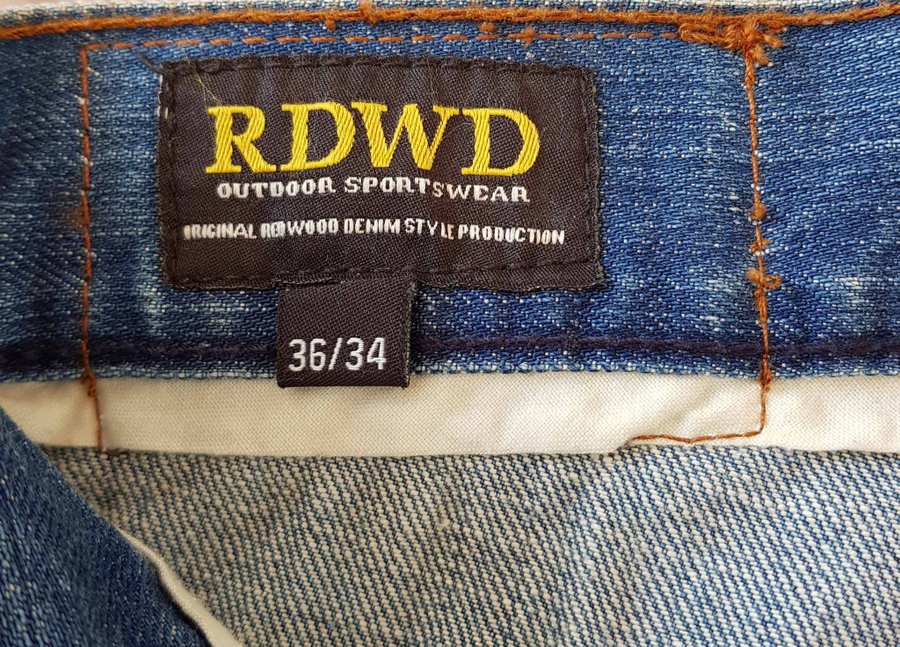 RDWD
OUTDOOR SPORTSWEAR
ORIGINAL REDWOOD DENIM STYLE PRODUCTION
36/34